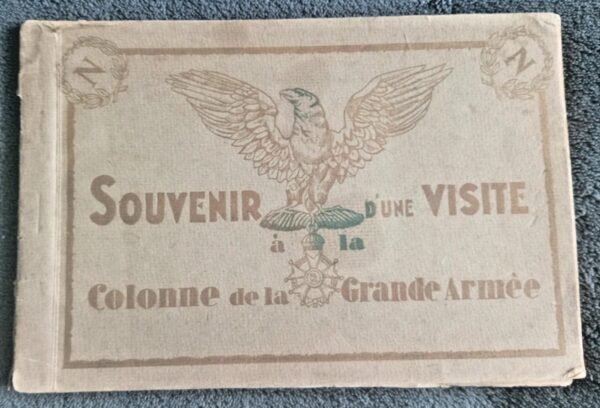 N N
SOUVENIR D'UNE VISITE
à la
Colonne de la Grande Armée